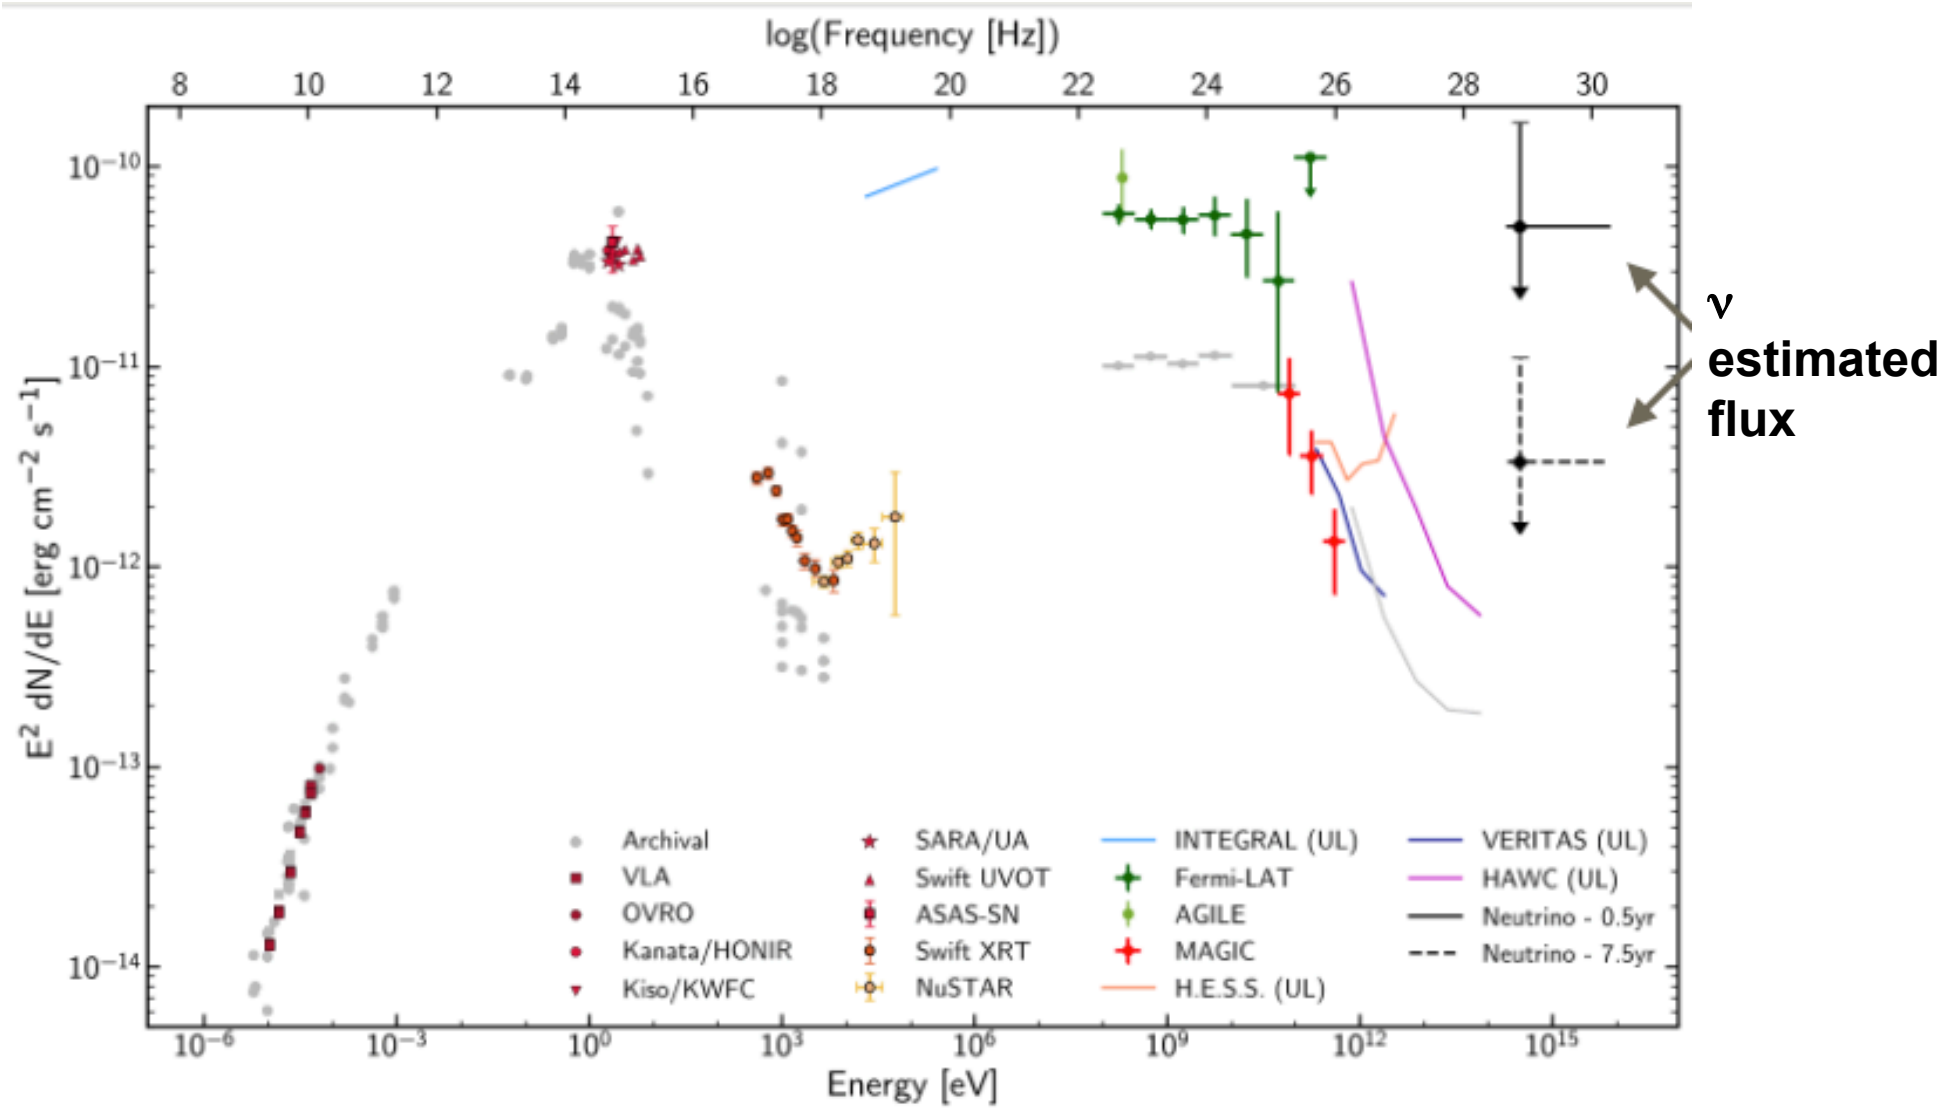 log(Frequency [Hz])
8 10 12 14 16 18 20 22 24 26 28 30
10⁻¹⁰
10⁻¹¹
10⁻¹²
10⁻¹³
10⁻¹⁴
E² dN/dE [erg cm⁻² s⁻¹]
ν
estimated
flux
Archival
VLA
OVRO
Kanata/HONIR
Kiso/KWFC
SARA/UA
Swift UVOT
ASAS-SN
Swift XRT
NuSTAR
INTEGRAL (UL)
Fermi-LAT
AGILE
MAGIC
H.E.S.S. (UL)
VERITAS (UL)
HAWC (UL)
Neutrino - 0.5yr
Neutrino - 7.5yr
10⁻⁶ 10⁻³ 10⁰ 10³ 10⁶ 10⁹ 10¹² 10¹⁵
Energy [eV]